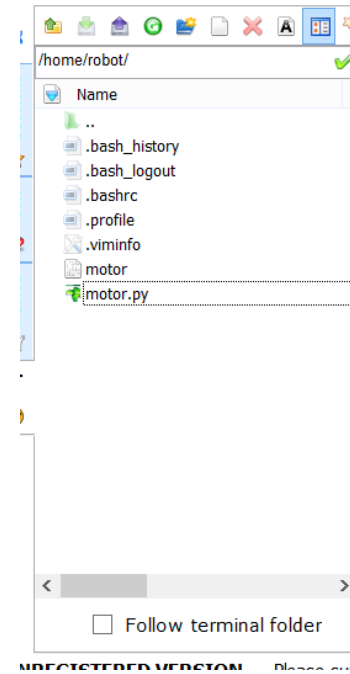 /home/robot/
Name
..
.bash_history
.bash_logout
.bashrc
.profile
.viminfo
motor
motor.py
Follow terminal folder